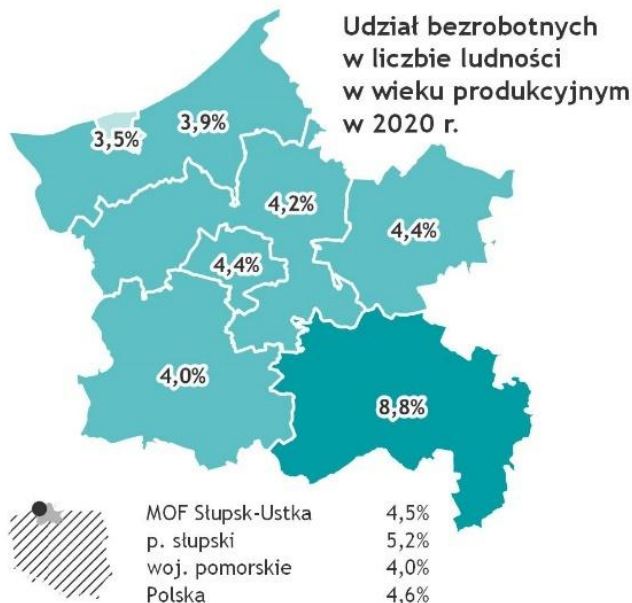 Udział bezrobotnych
w liczbie ludności
w wieku produkcyjnym
w 2020 r.
3,9%
3,5%
4,2%
4,4%
4,4%
4,0%
8,8%
MOF Słupsk-Ustka 4,5%
p. słupski 5,2%
woj. pomorskie 4,0%
Polska 4,6%